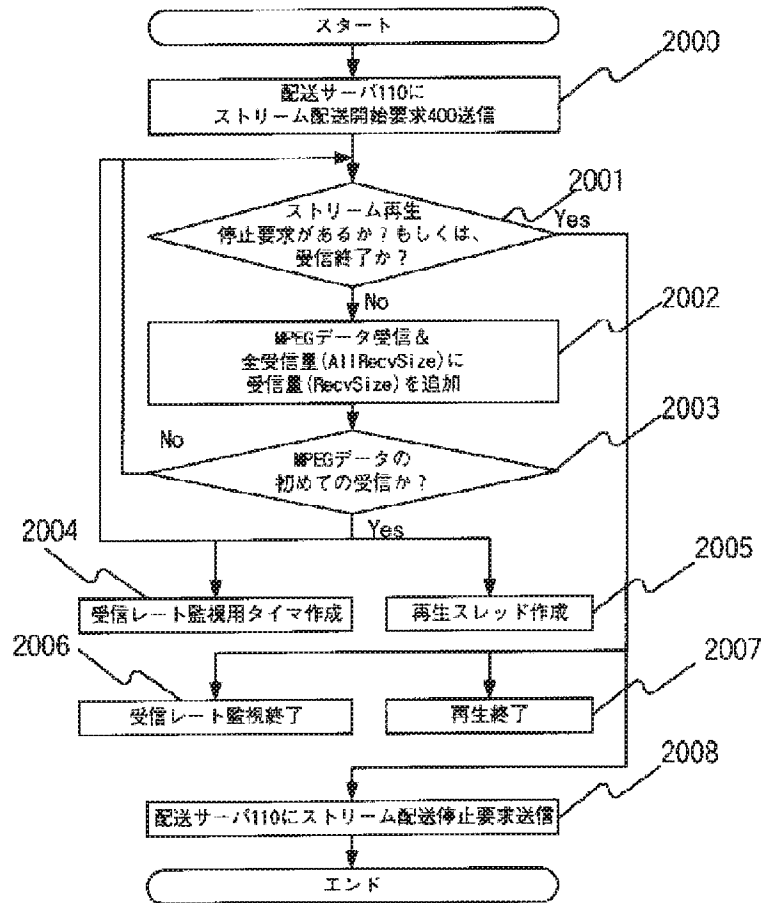 スタート
2000
配送サーバ110に
ストリーム配送開始要求400送信
2001
ストリーム再生
停止要求があるか？もしくは、
受信終了か？
Yes
No
2002
MPEGデータ受信＆
全受信量(AllRecvSize)に
受信量(RecvSize)を追加
2003
No
MPEGデータの
初めての受信か？
Yes
2004
受信レート監視用タイマ作成
2005
再生スレッド作成
2006
受信レート監視終了
2007
再生終了
2008
配送サーバ110にストリーム配送停止要求送信
エンド